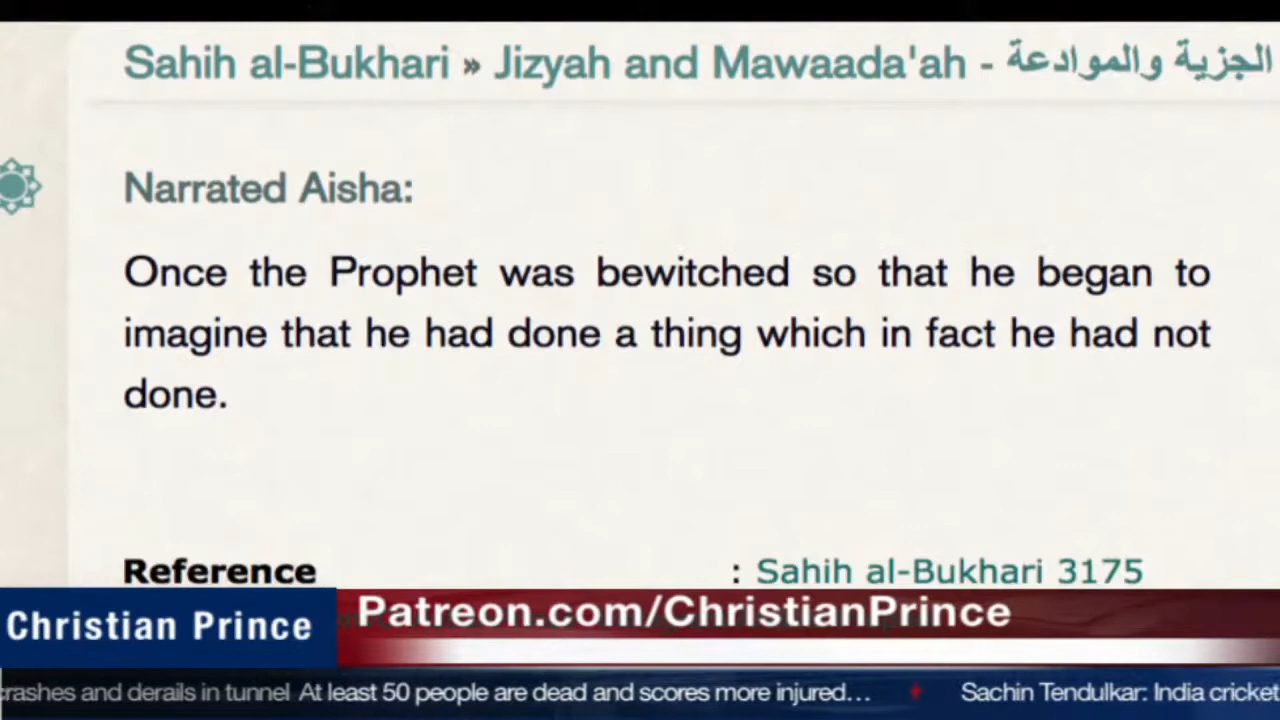 Sahih al-Bukhari » Jizyah and Mawaada'ah - الجزية والموادعة
Narrated Aisha:
Once the Prophet was bewitched so that he began to
imagine that he had done a thing which in fact he had not
done.
Reference : Sahih al-Bukhari 3175
Christian Prince
Patreon.com/ChristianPrince
crashes and derails in tunnel At least 50 people are dead and scores more injured... Sachin Tendulkar: India cricket